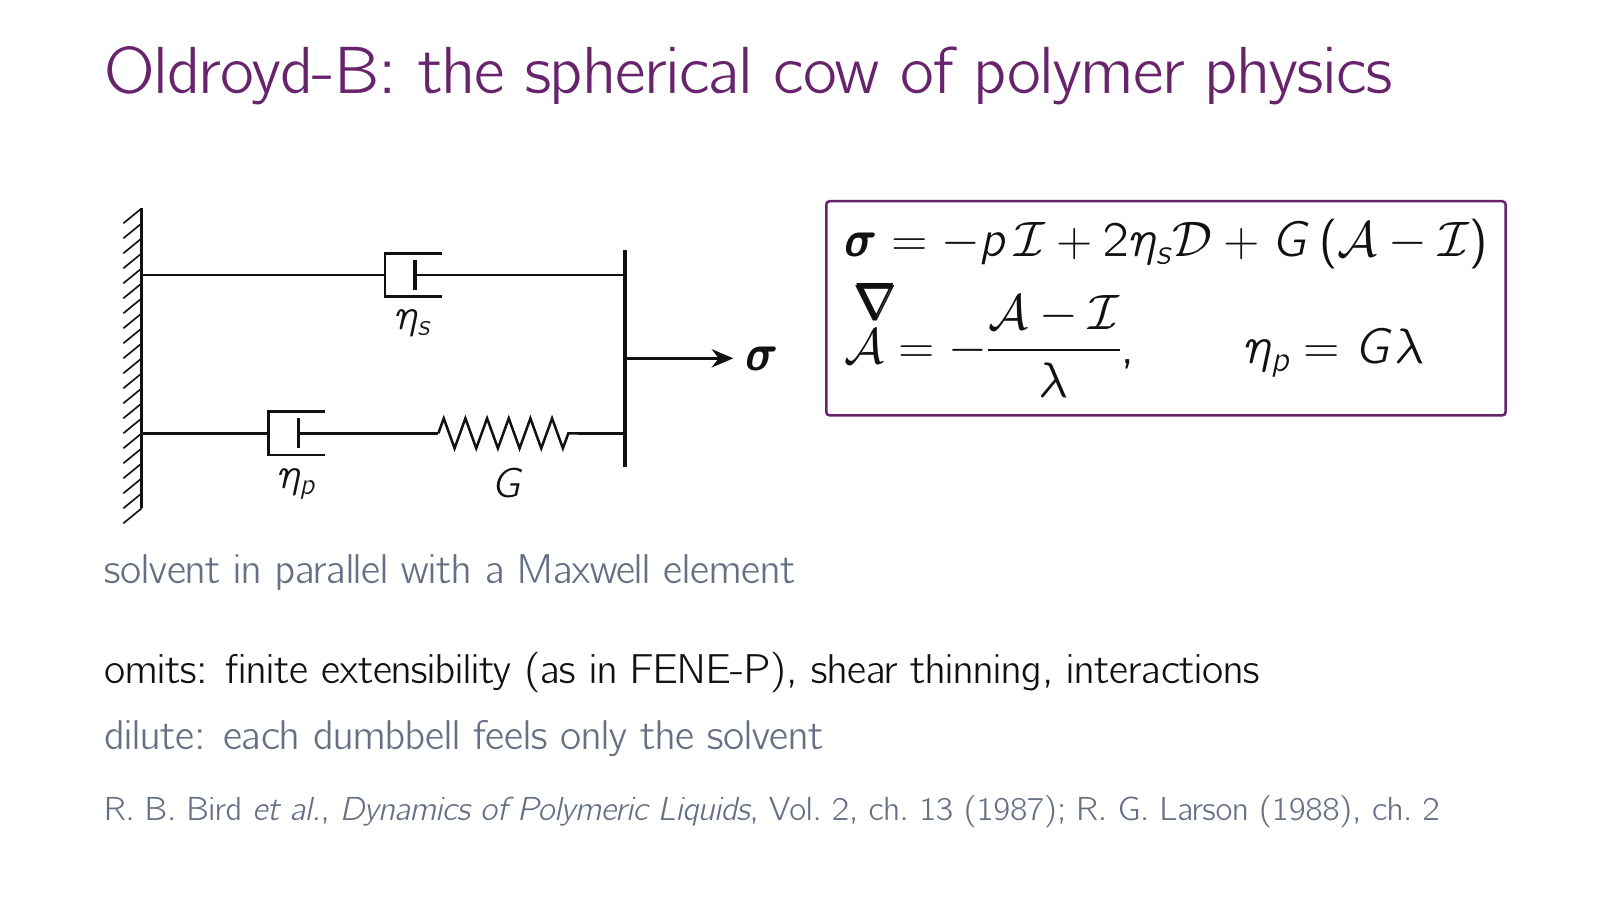 Oldroyd-B: the spherical cow of polymer physics
η_s
σ
η_p
G
σ = −p𝓘 + 2η_s𝓓 + G (𝓐 − 𝓘)
𝓐^∇ = −(𝓐 − 𝓘)/λ, η_p = Gλ
solvent in parallel with a Maxwell element
omits: finite extensibility (as in FENE-P), shear thinning, interactions
dilute: each dumbbell feels only the solvent
R. B. Bird et al., Dynamics of Polymeric Liquids, Vol. 2, ch. 13 (1987); R. G. Larson (1988), ch. 2